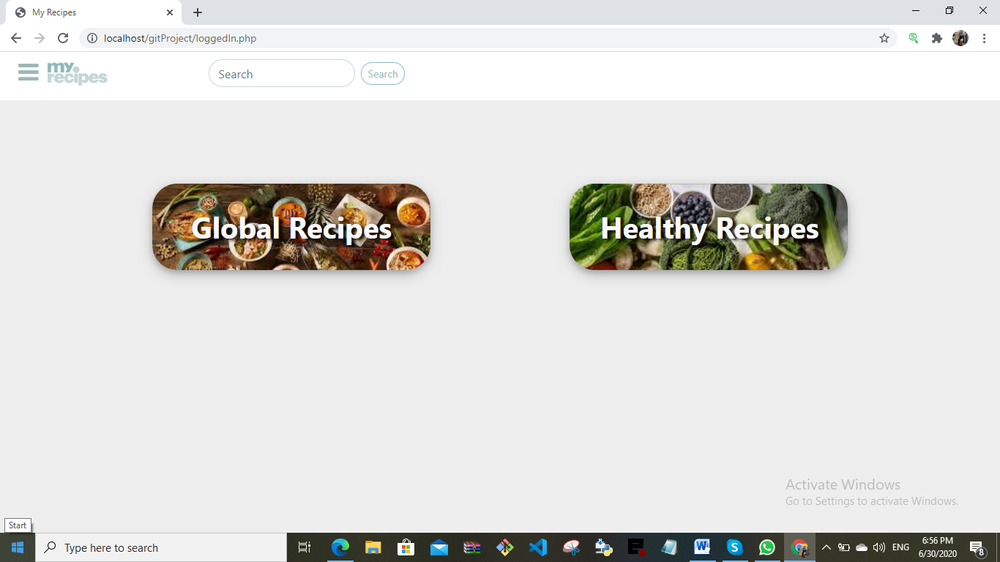 My Recipes
localhost/gitProject/loggedIn.php
my.
recipes
Search
Search
Global Recipes
Healthy Recipes
Activate Windows
Go to Settings to activate Windows.
Start
Type here to search
ENG
6:56 PM
6/30/2020
8